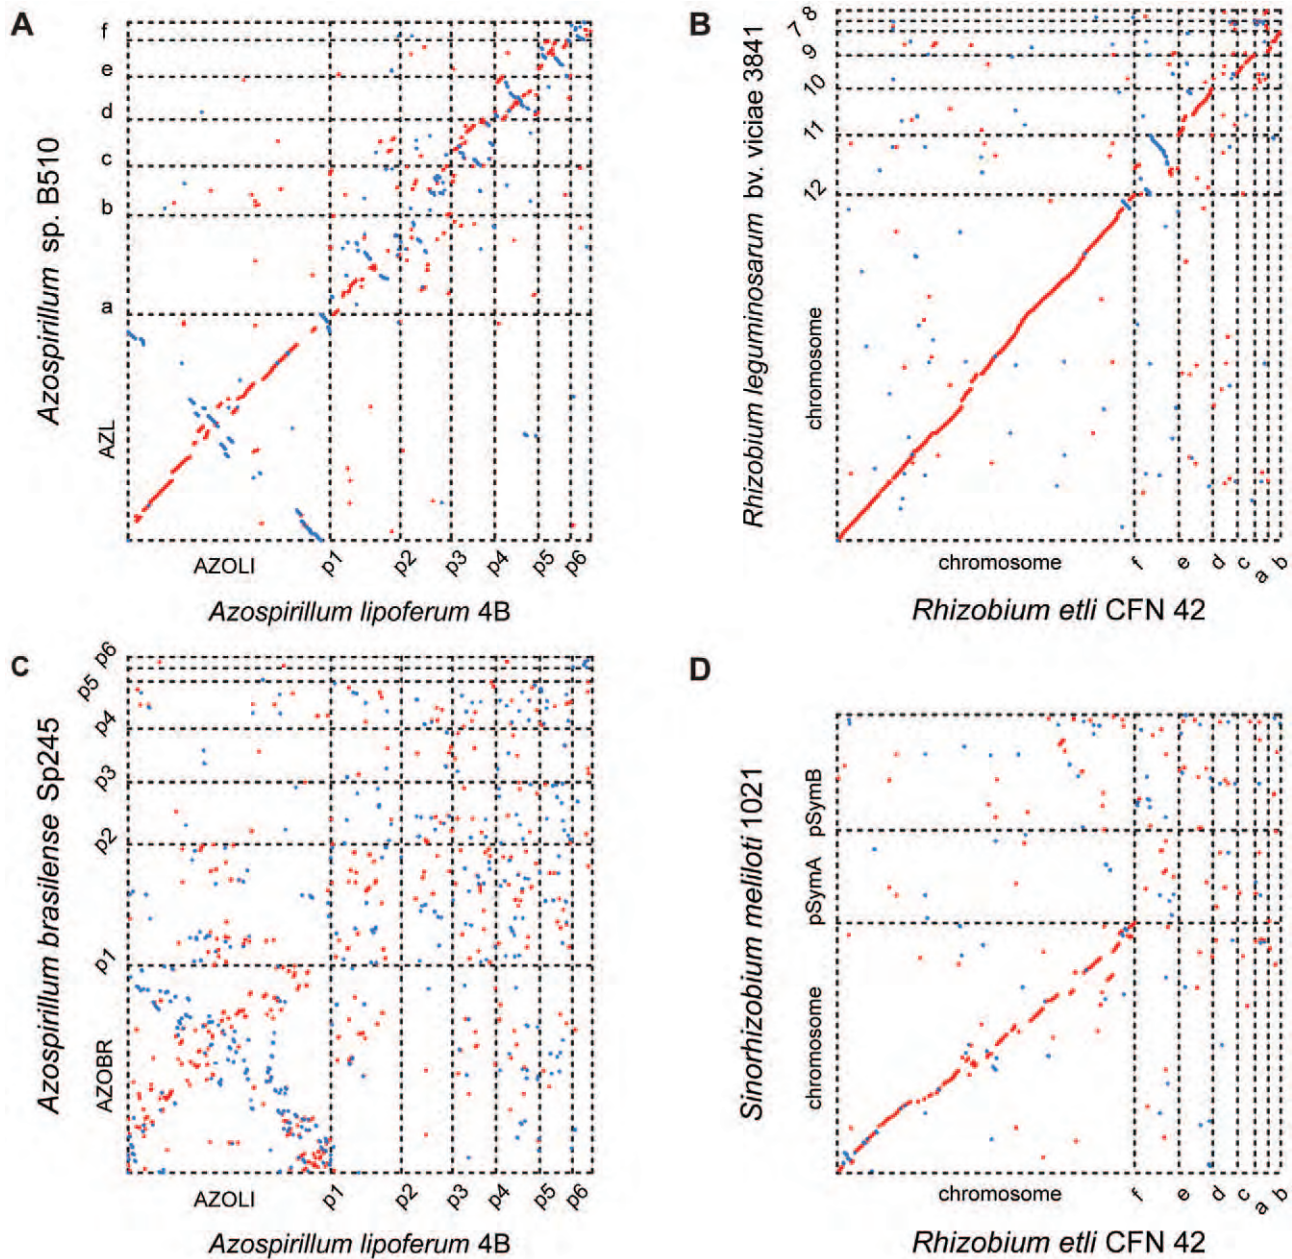 A
f
e
d
c
b
a
AZL
Azospirillum sp. B510
AZOLI
p1
p2
p3
p4
p5
p6
Azospirillum lipoferum 4B
B
8
7
9
10
11
12
chromosome
Rhizobium leguminosarum bv. viciae 3841
chromosome
f
e
d
c
a
b
Rhizobium etli CFN 42
C
p6
p5
p4
p3
p2
p1
AZOBR
Azospirillum brasilense Sp245
AZOLI
p1
p2
p3
p4
p5
p6
Azospirillum lipoferum 4B
D
pSymB
pSymA
chromosome
Sinorhizobium meliloti 1021
chromosome
f
e
d
c
a
b
Rhizobium etli CFN 42